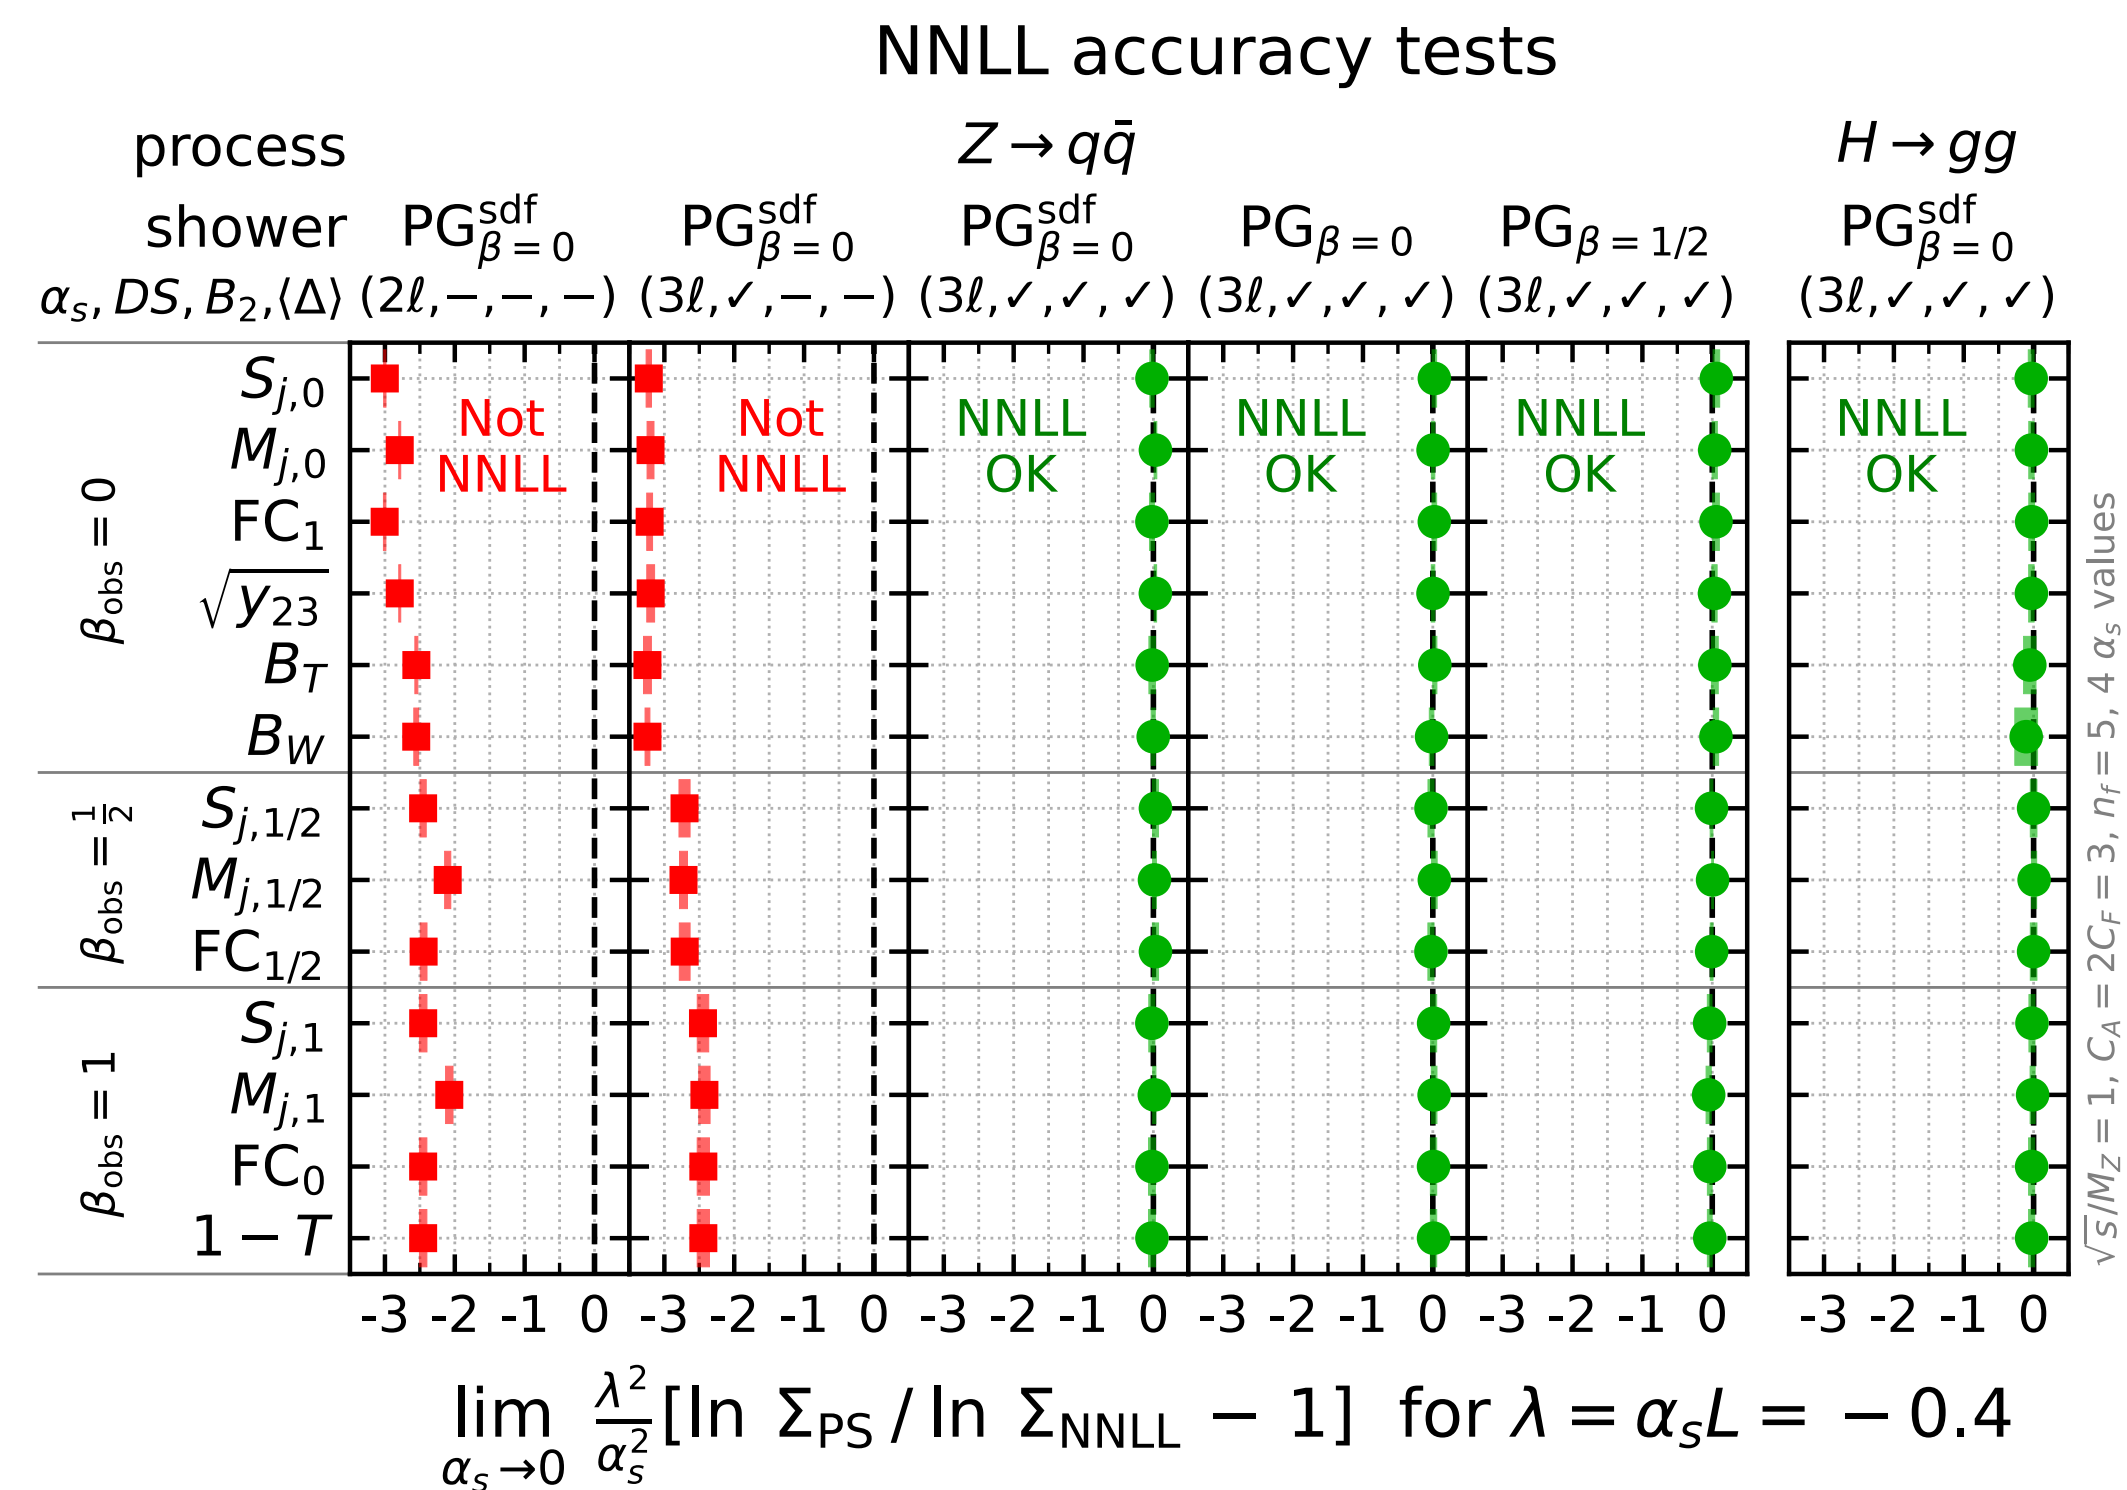 NNLL accuracy tests
process Z → qq̄ H → gg
shower PG^sdf_β=0 PG^sdf_β=0 PG^sdf_β=0 PG_β=0 PG_β=1/2 PG^sdf_β=0
α_s, DS, B_2,⟨Δ⟩ (2ℓ,−,−,−) (3ℓ,✓,−,−) (3ℓ,✓,✓,✓) (3ℓ,✓,✓,✓) (3ℓ,✓,✓,✓) (3ℓ,✓,✓,✓)
Not Not NNLL NNLL NNLL NNLL
NNLL NNLL OK OK OK OK
β_obs = 0
S_j,0
M_j,0
FC_1
√y_23
B_T
B_W
β_obs = 1/2
S_j,1/2
M_j,1/2
FC_1/2
β_obs = 1
S_j,1
M_j,1
FC_0
1 − T
-3 -2 -1 0 -3 -2 -1 0 -3 -2 -1 0 -3 -2 -1 0 -3 -2 -1 0 -3 -2 -1 0
lim_α_s→0 λ²/α_s² [ln Σ_PS / ln Σ_NNLL − 1] for λ = α_s L = − 0.4
√s/M_Z = 1, C_A = 2C_F = 3, n_f = 5, 4 α_s values